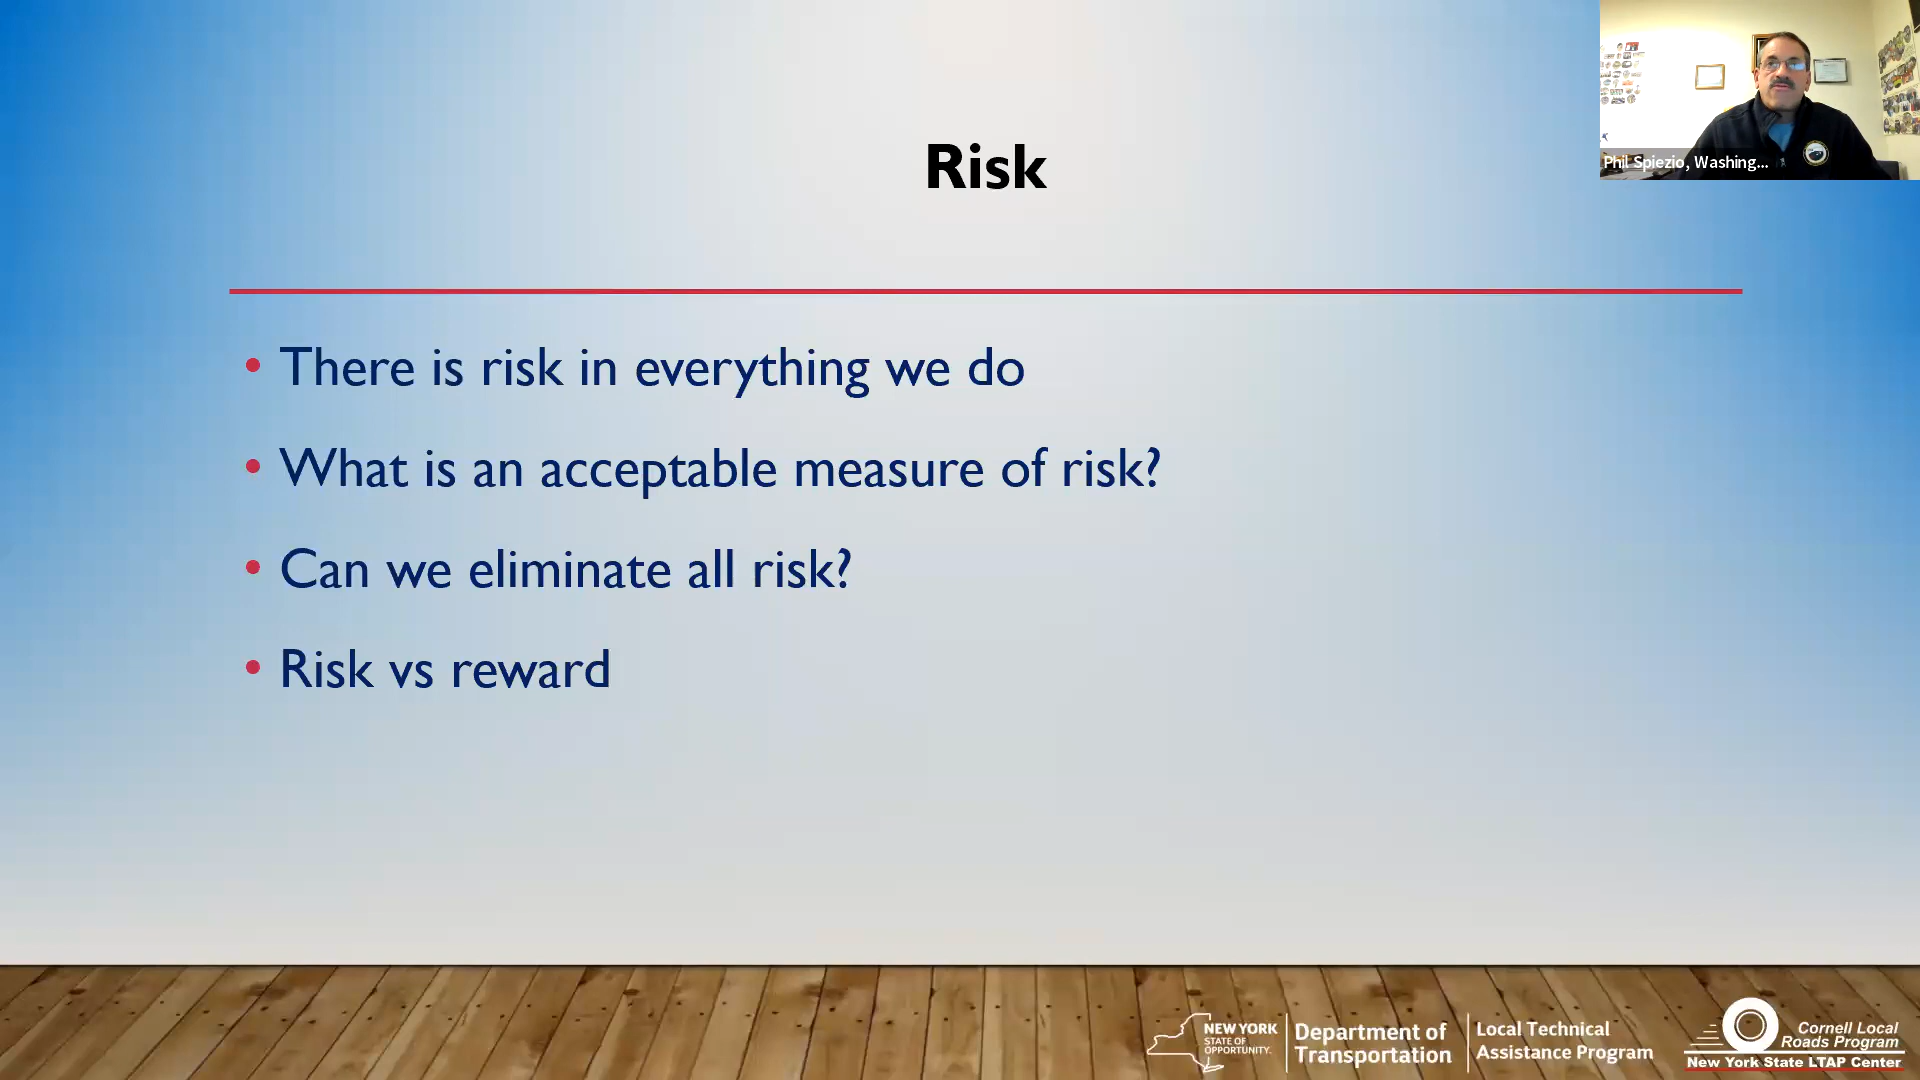 Risk
Phil Spiezio, Washing...
• There is risk in everything we do
• What is an acceptable measure of risk?
• Can we eliminate all risk?
• Risk vs reward
NEW YORK
STATE OF
OPPORTUNITY.
Department of
Transportation
Local Technical
Assistance Program
Cornell Local
Roads Program
New York State LTAP Center